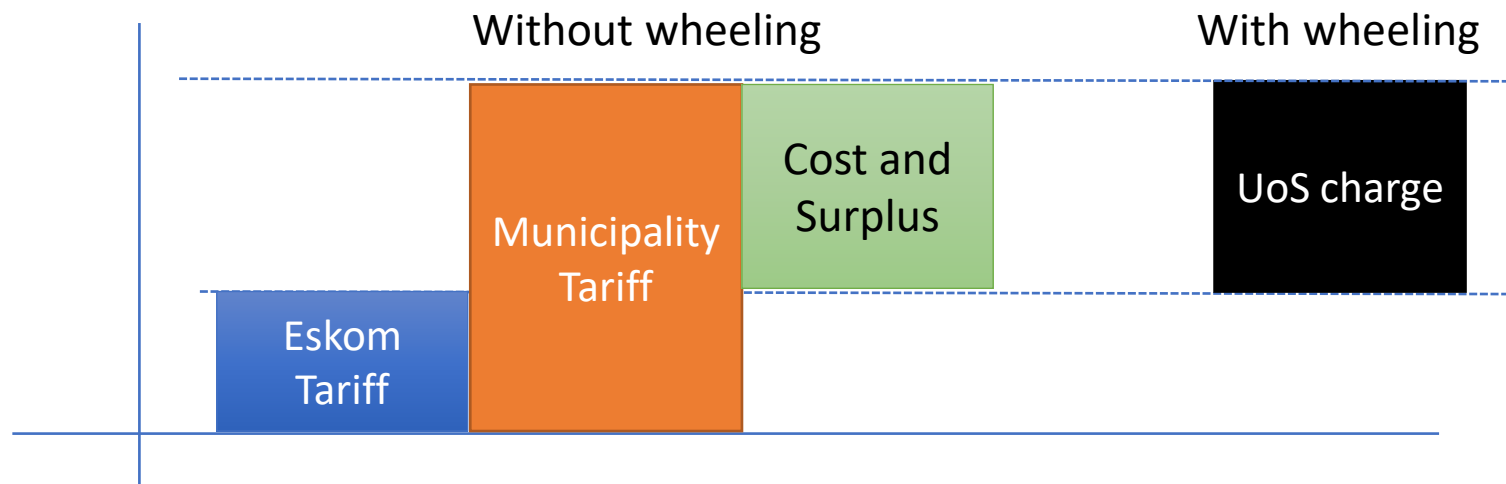 Without wheeling
With wheeling
Eskom
Tariff
Municipality
Tariff
Cost and
Surplus
UoS charge